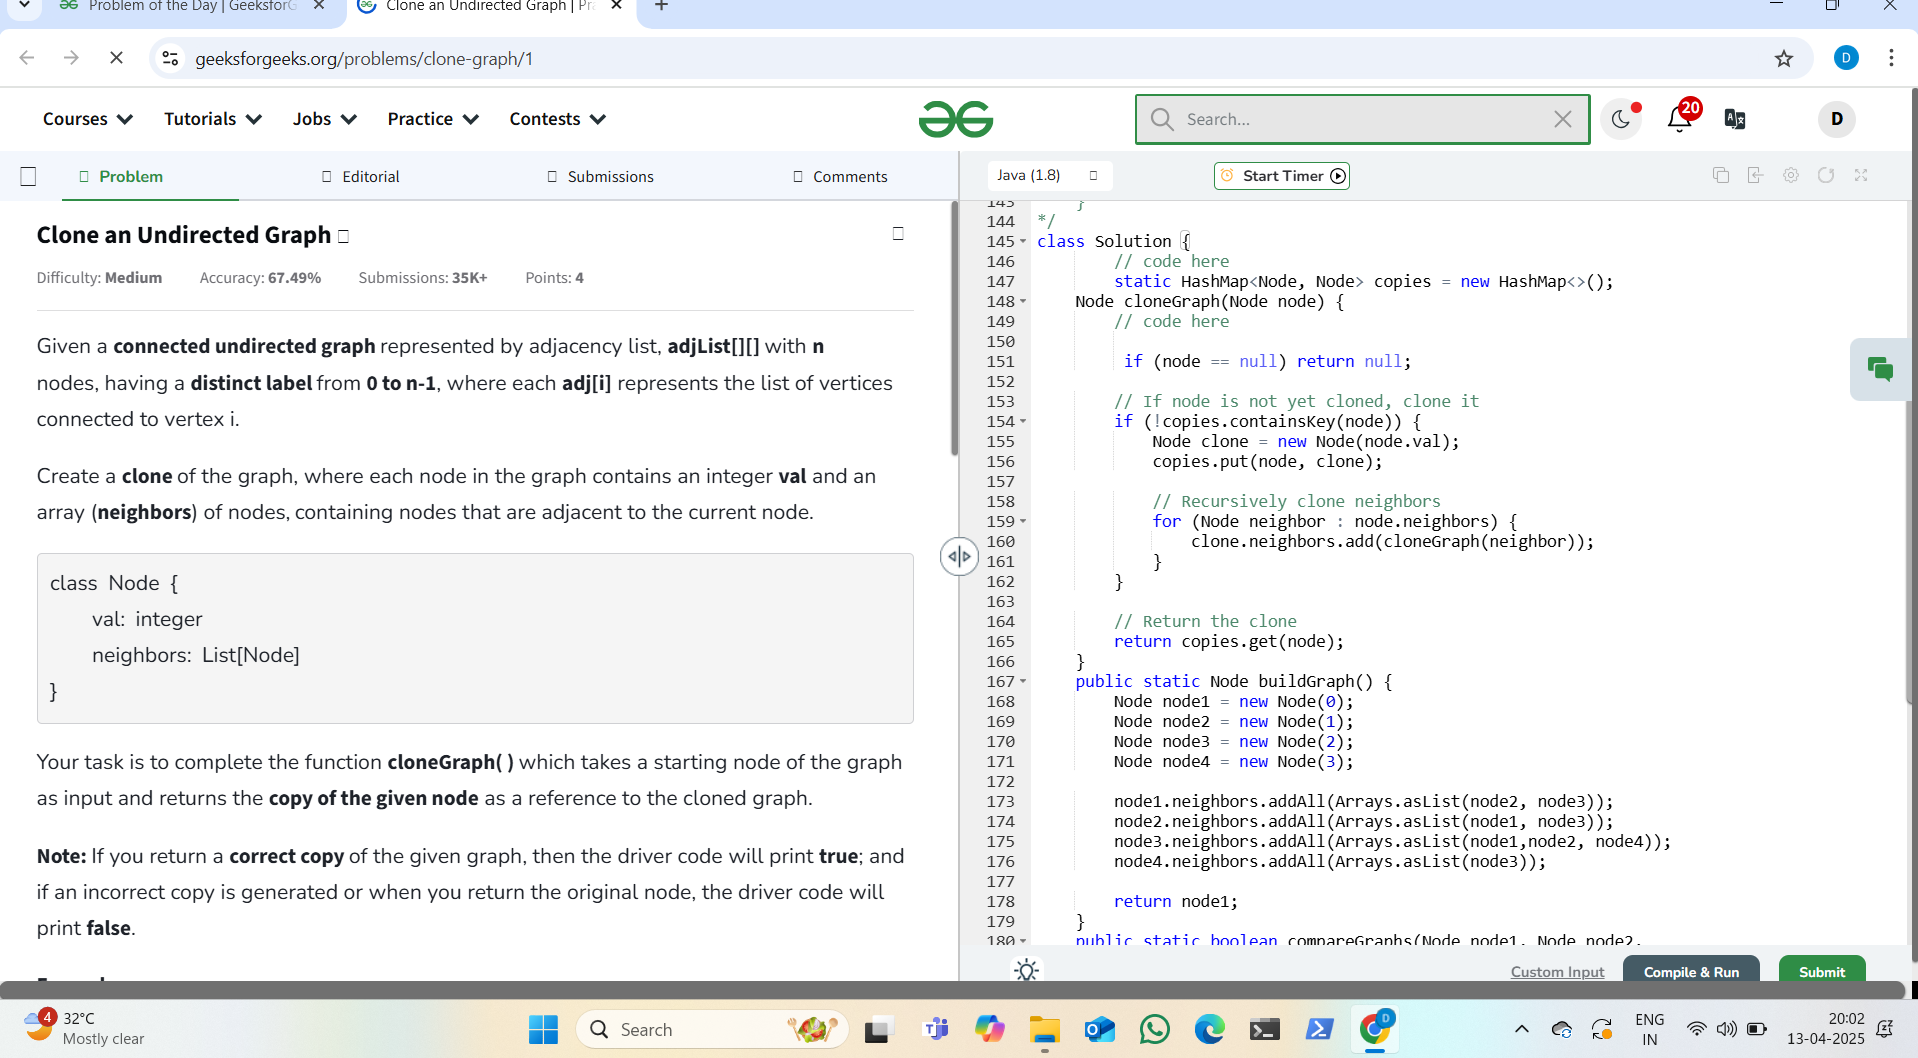 Problem of the Day | GeeksforG
Clone an Undirected Graph | Pra
geeksforgeeks.org/problems/clone-graph/1
D
Courses
Tutorials
Jobs
Practice
Contests
Search...
20
D
Problem
Editorial
Submissions
Comments
Java (1.8)
Start Timer
Clone an Undirected Graph
Difficulty: Medium Accuracy: 67.49% Submissions: 35K+ Points: 4
Given a connected undirected graph represented by adjacency list, adjList[][] with n
nodes, having a distinct label from 0 to n-1, where each adj[i] represents the list of vertices
connected to vertex i.
Create a clone of the graph, where each node in the graph contains an integer val and an
array (neighbors) of nodes, containing nodes that are adjacent to the current node.
class Node {
val: integer
neighbors: List[Node]
}
Your task is to complete the function cloneGraph( ) which takes a starting node of the graph
as input and returns the copy of the given node as a reference to the cloned graph.
Note: If you return a correct copy of the given graph, then the driver code will print true; and
if an incorrect copy is generated or when you return the original node, the driver code will
print false.
143 }
144 */
145 class Solution {
146 // code here
147 static HashMap<Node, Node> copies = new HashMap<>();
148 Node cloneGraph(Node node) {
149 // code here
150
151 if (node == null) return null;
152
153 // If node is not yet cloned, clone it
154 if (!copies.containsKey(node)) {
155 Node clone = new Node(node.val);
156 copies.put(node, clone);
157
158 // Recursively clone neighbors
159 for (Node neighbor : node.neighbors) {
160 clone.neighbors.add(cloneGraph(neighbor));
161 }
162 }
163
164 // Return the clone
165 return copies.get(node);
166 }
167 public static Node buildGraph() {
168 Node node1 = new Node(0);
169 Node node2 = new Node(1);
170 Node node3 = new Node(2);
171 Node node4 = new Node(3);
172
173 node1.neighbors.addAll(Arrays.asList(node2, node3));
174 node2.neighbors.addAll(Arrays.asList(node1, node3));
175 node3.neighbors.addAll(Arrays.asList(node1,node2, node4));
176 node4.neighbors.addAll(Arrays.asList(node3));
177
178 return node1;
179 }
180 public static boolean compareGraphs(Node node1, Node node2,
Custom Input
Compile & Run
Submit
4
32°C
Mostly clear
Search
D
ENG
IN
20:02
13-04-2025